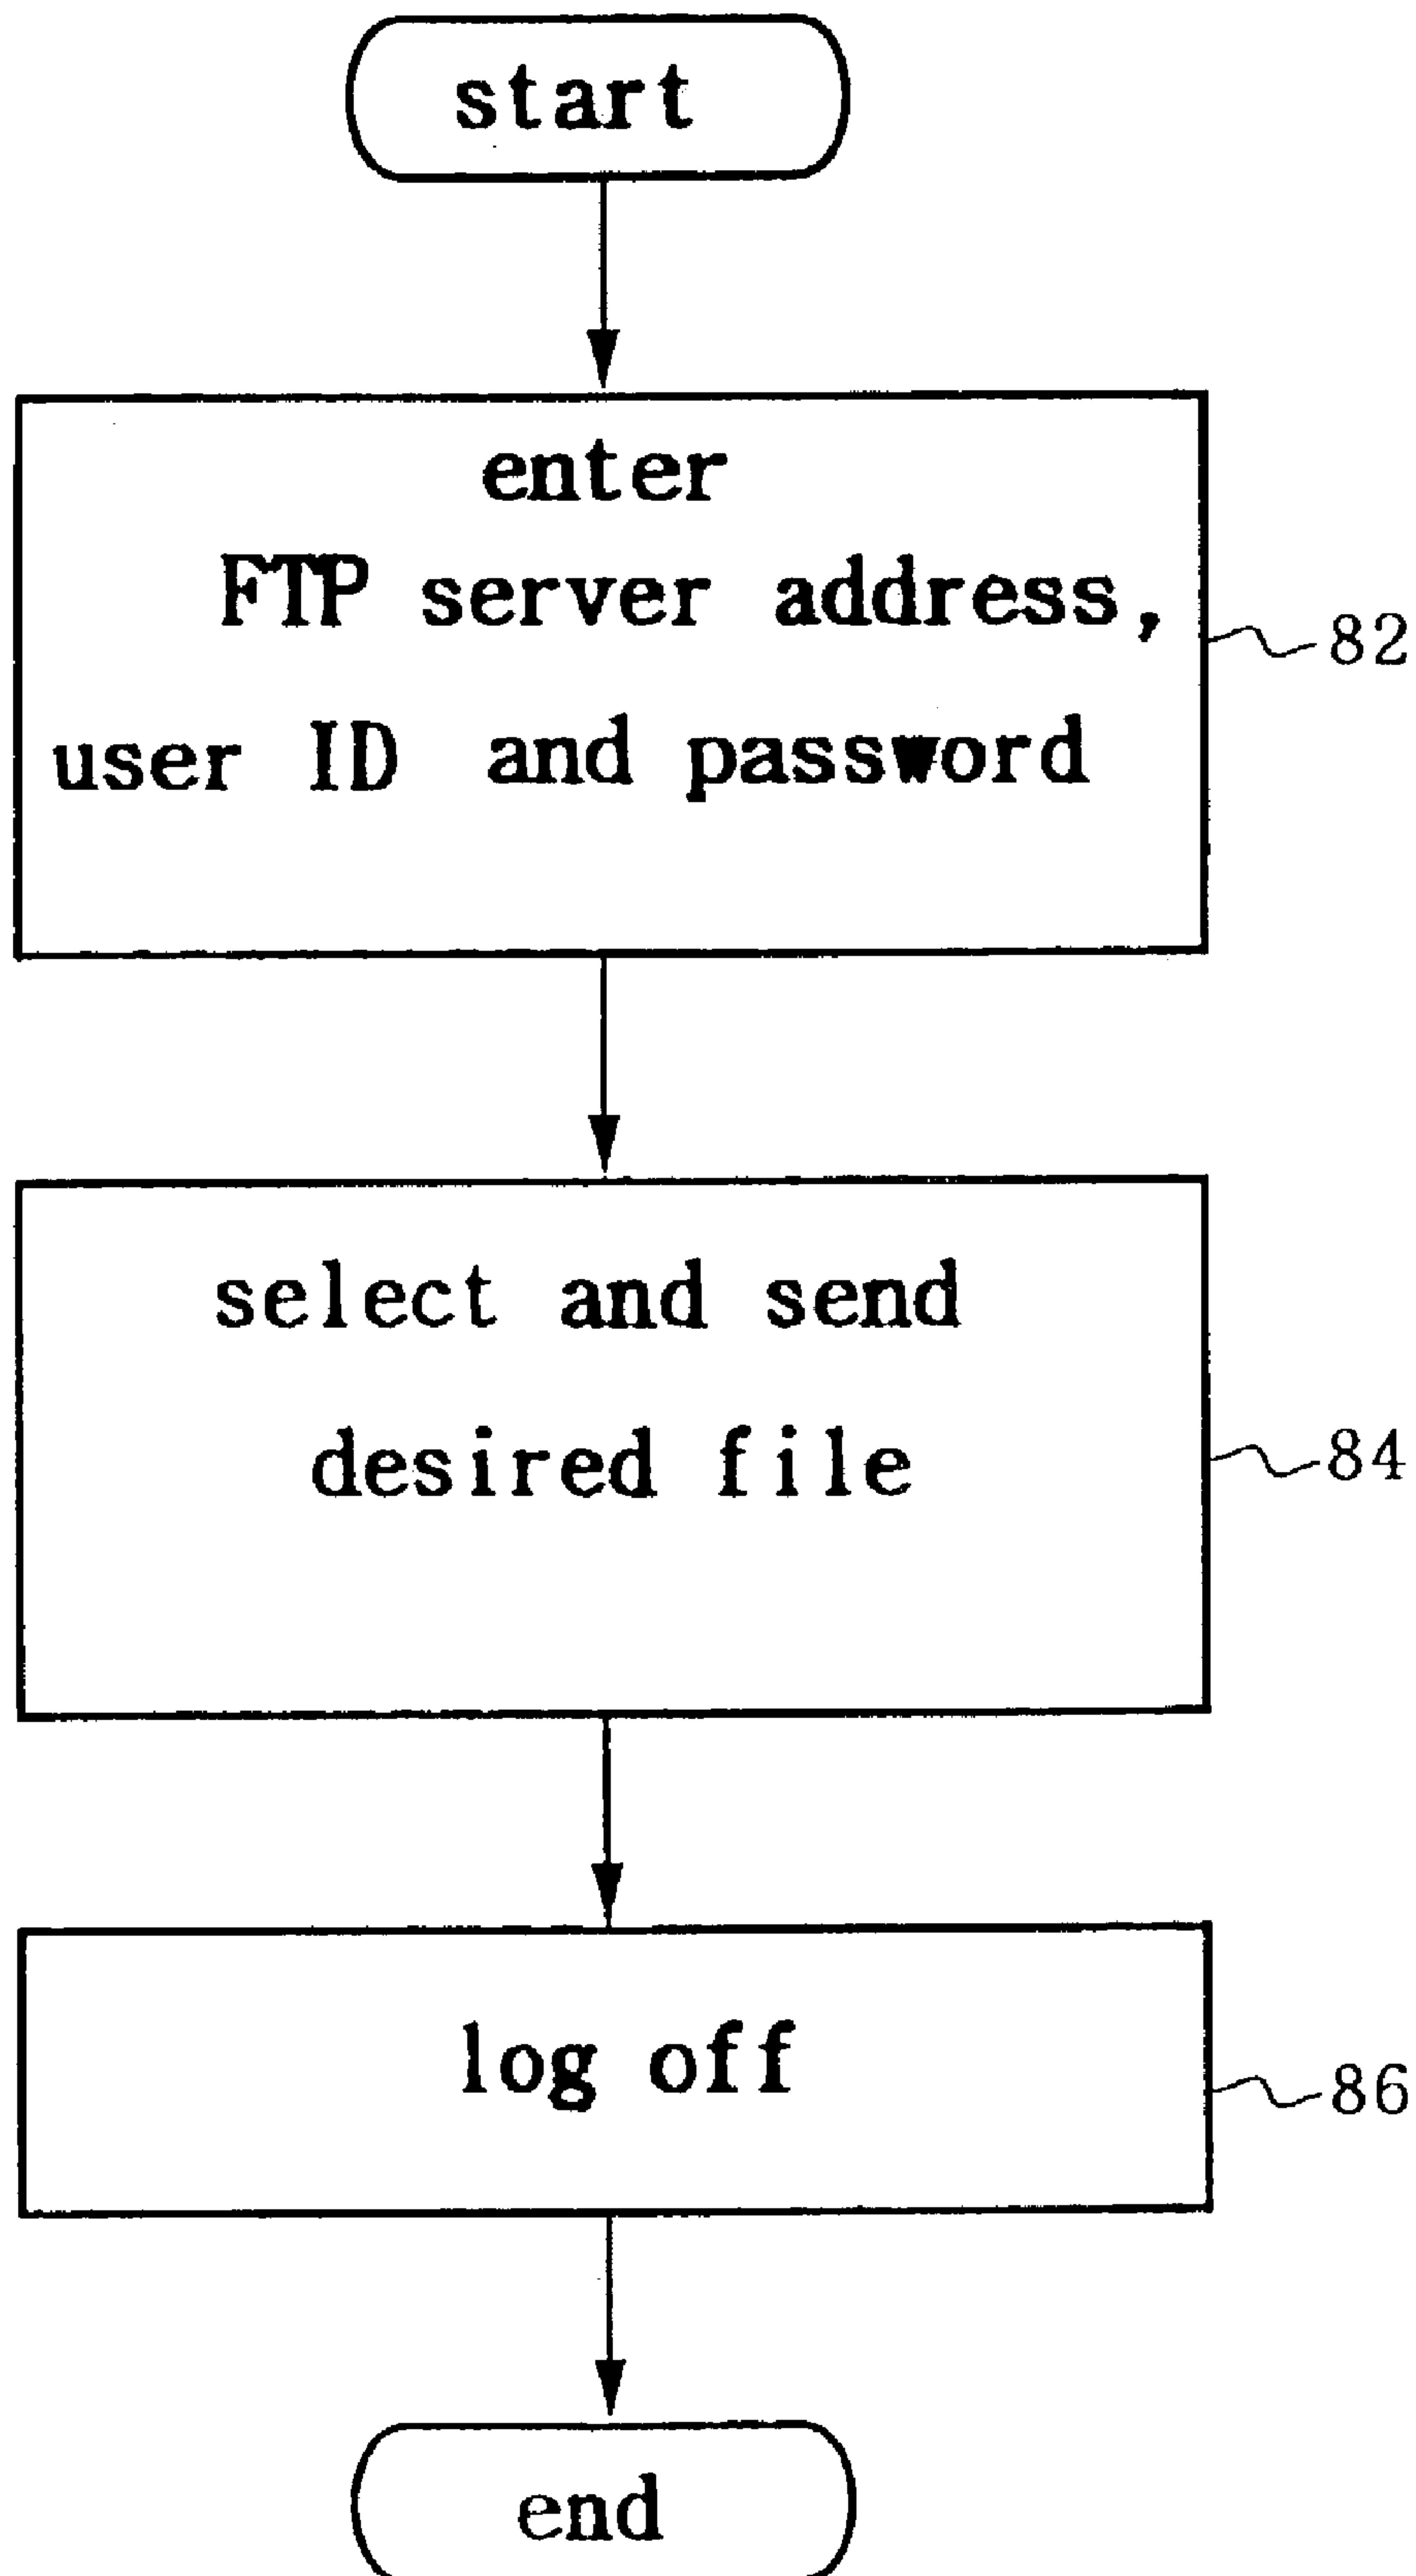 start
enter
FTP server address,
user ID and password
82
select and send
desired file
84
log off
86
end